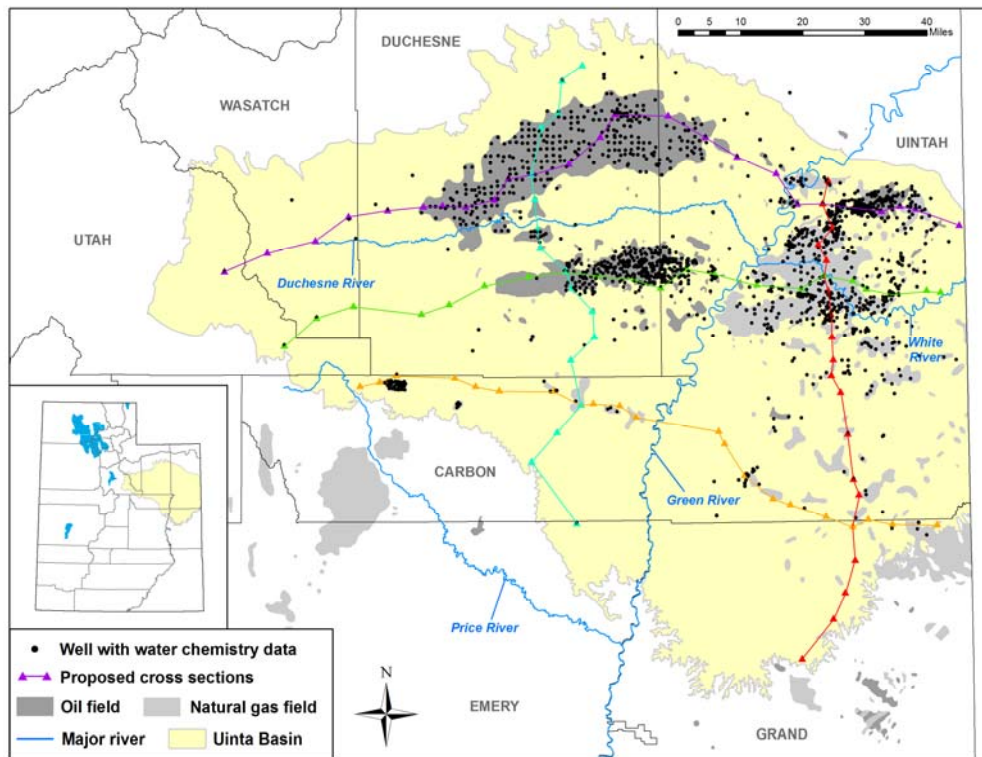 DUCHESNE
0 5 10 20 30 40
Miles
WASATCH
UINTAH
UTAH
Duchesne River
White River
CARBON
Green River
Price River
N
EMERY
GRAND
Well with water chemistry data
Proposed cross sections
Oil field
Natural gas field
Major river
Uinta Basin